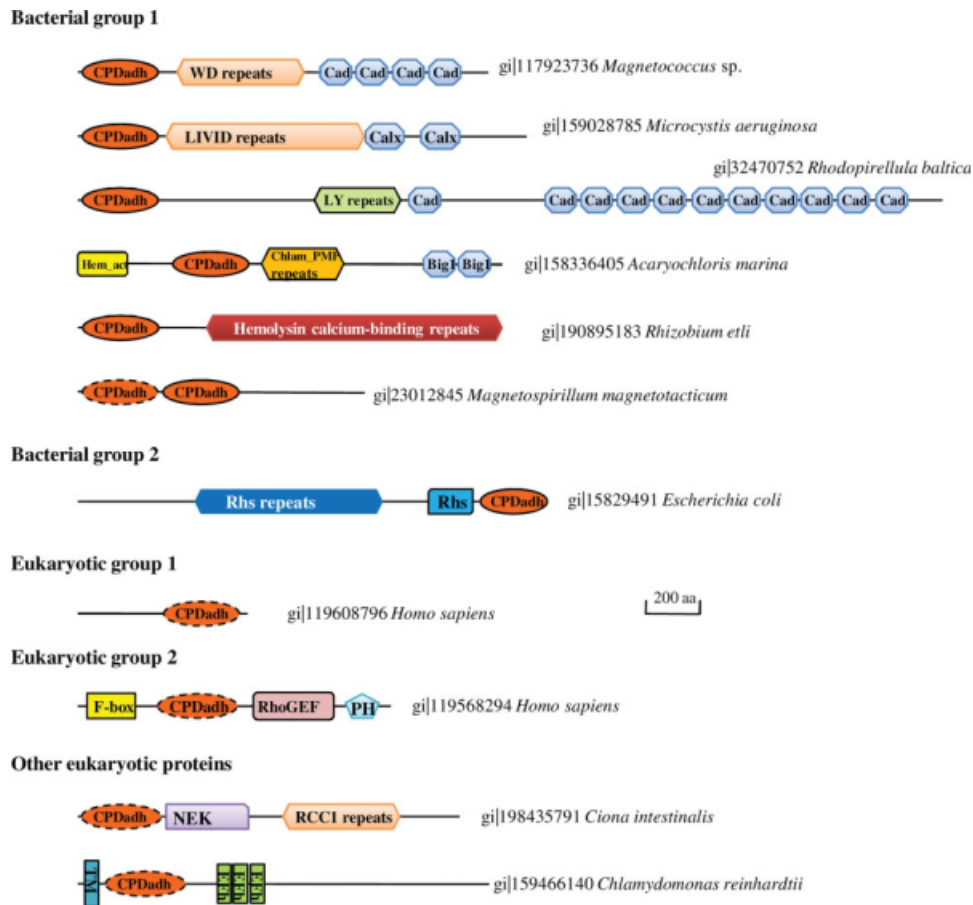 Bacterial group 1
CPDadh WD repeats Cad Cad Cad Cad gi|117923736 Magnetococcus sp.
CPDadh LIVID repeats Calx Calx gi|159028785 Microcystis aeruginosa
gi|32470752 Rhodopirellula baltica
CPDadh LY repeats Cad Cad Cad Cad Cad Cad Cad Cad Cad Cad Cad
Hem_act CPDadh Chlam_PMP repeats Big1 Big1 gi|158336405 Acaryochloris marina
CPDadh Hemolysin calcium-binding repeats gi|190895183 Rhizobium etli
CPDadh CPDadh gi|23012845 Magnetospirillum magnetotacticum
Bacterial group 2
Rhs repeats Rhs CPDadh gi|15829491 Escherichia coli
Eukaryotic group 1
CPDadh gi|119608796 Homo sapiens 200 aa
Eukaryotic group 2
F-box CPDadh RhoGEF PH gi|119568294 Homo sapiens
Other eukaryotic proteins
CPDadh NEK RCC1 repeats gi|198435791 Ciona intestinalis
TM CPDadh gi|159466140 Chlamydomonas reinhardtii